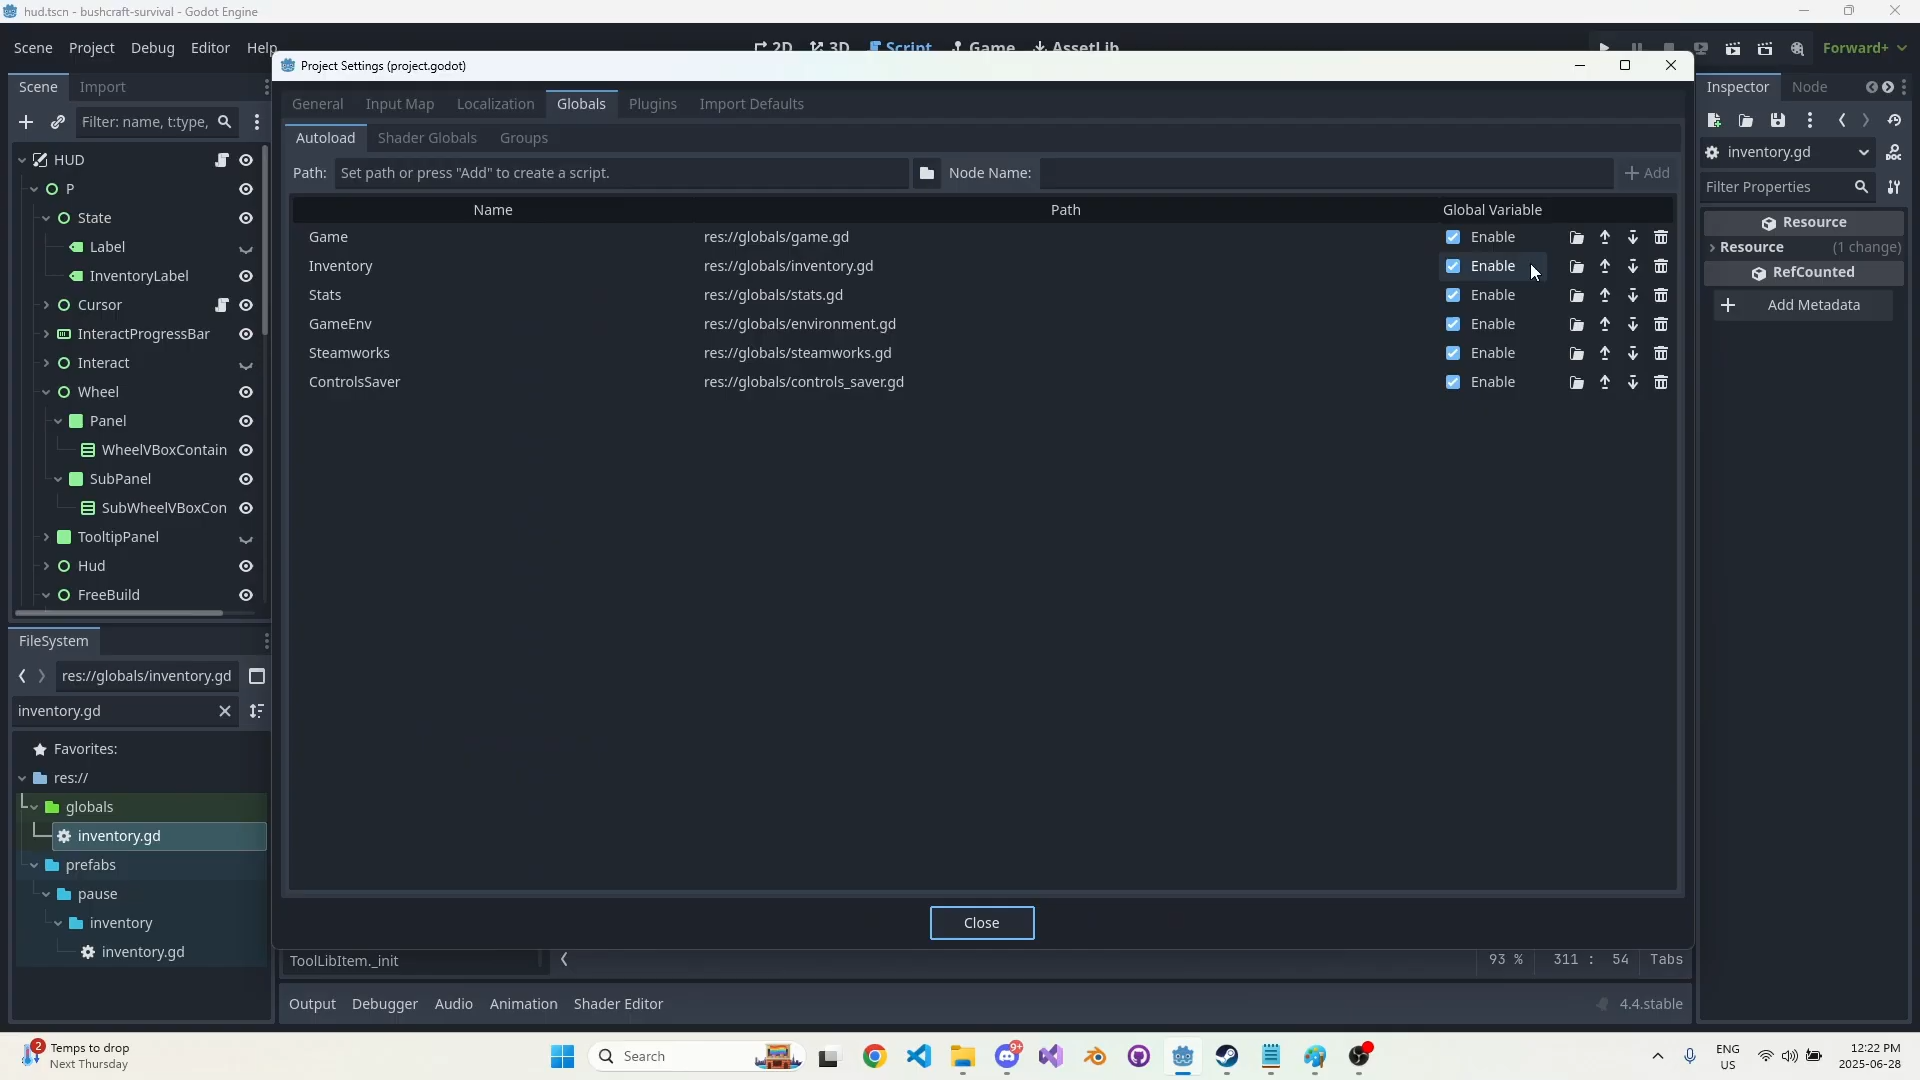 hud.tscn - bushcraft-survival - Godot Engine
Scene Project Debug Editor Help
2D 3D Script Game AssetLib
Forward+
Project Settings (project.godot)
Scene Import
Filter: name, t:type,
HUD
P
State
Label
InventoryLabel
Cursor
InteractProgressBar
Interact
Wheel
Panel
WheelVBoxContain
SubPanel
SubWheelVBoxCon
TooltipPanel
Hud
FreeBuild
FileSystem
res://globals/inventory.gd
inventory.gd
Favorites:
res://
globals
inventory.gd
prefabs
pause
inventory
inventory.gd
General Input Map Localization Globals Plugins Import Defaults
Autoload Shader Globals Groups
Path: Set path or press "Add" to create a script. Node Name: + Add
Name Path Global Variable
Game res://globals/game.gd Enable
Inventory res://globals/inventory.gd Enable
Stats res://globals/stats.gd Enable
GameEnv res://globals/environment.gd Enable
Steamworks res://globals/steamworks.gd Enable
ControlsSaver res://globals/controls_saver.gd Enable
Close
ToolLibItem._init
93 % 311 : 54 Tabs
Output Debugger Audio Animation Shader Editor
4.4.stable
Inspector Node
inventory.gd
Filter Properties
Resource
Resource (1 change)
RefCounted
Add Metadata
2
Temps to drop
Next Thursday
Search
9+
ENG
US
12:22 PM
2025-06-28